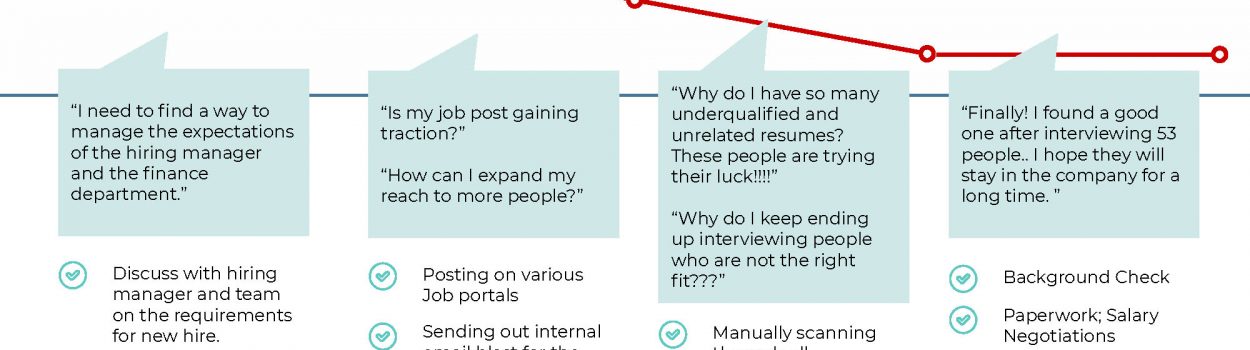 “I need to find a way to
manage the expectations
of the hiring manager
and the finance
department.”
Discuss with hiring
manager and team
on the requirements
for new hire.
“Is my job post gaining
traction?”
“How can I expand my
reach to more people?”
Posting on various
Job portals
Sending out internal
email blast for the
“Why do I have so many
underqualified and
unrelated resumes?
These people are trying
their luck!!!!”
“Why do I keep ending
up interviewing people
who are not the right
fit???”
Manually scanning
“Finally! I found a good
one after interviewing 53
people.. I hope they will
stay in the company for a
long time. ”
Background Check
Paperwork; Salary
Negotiations